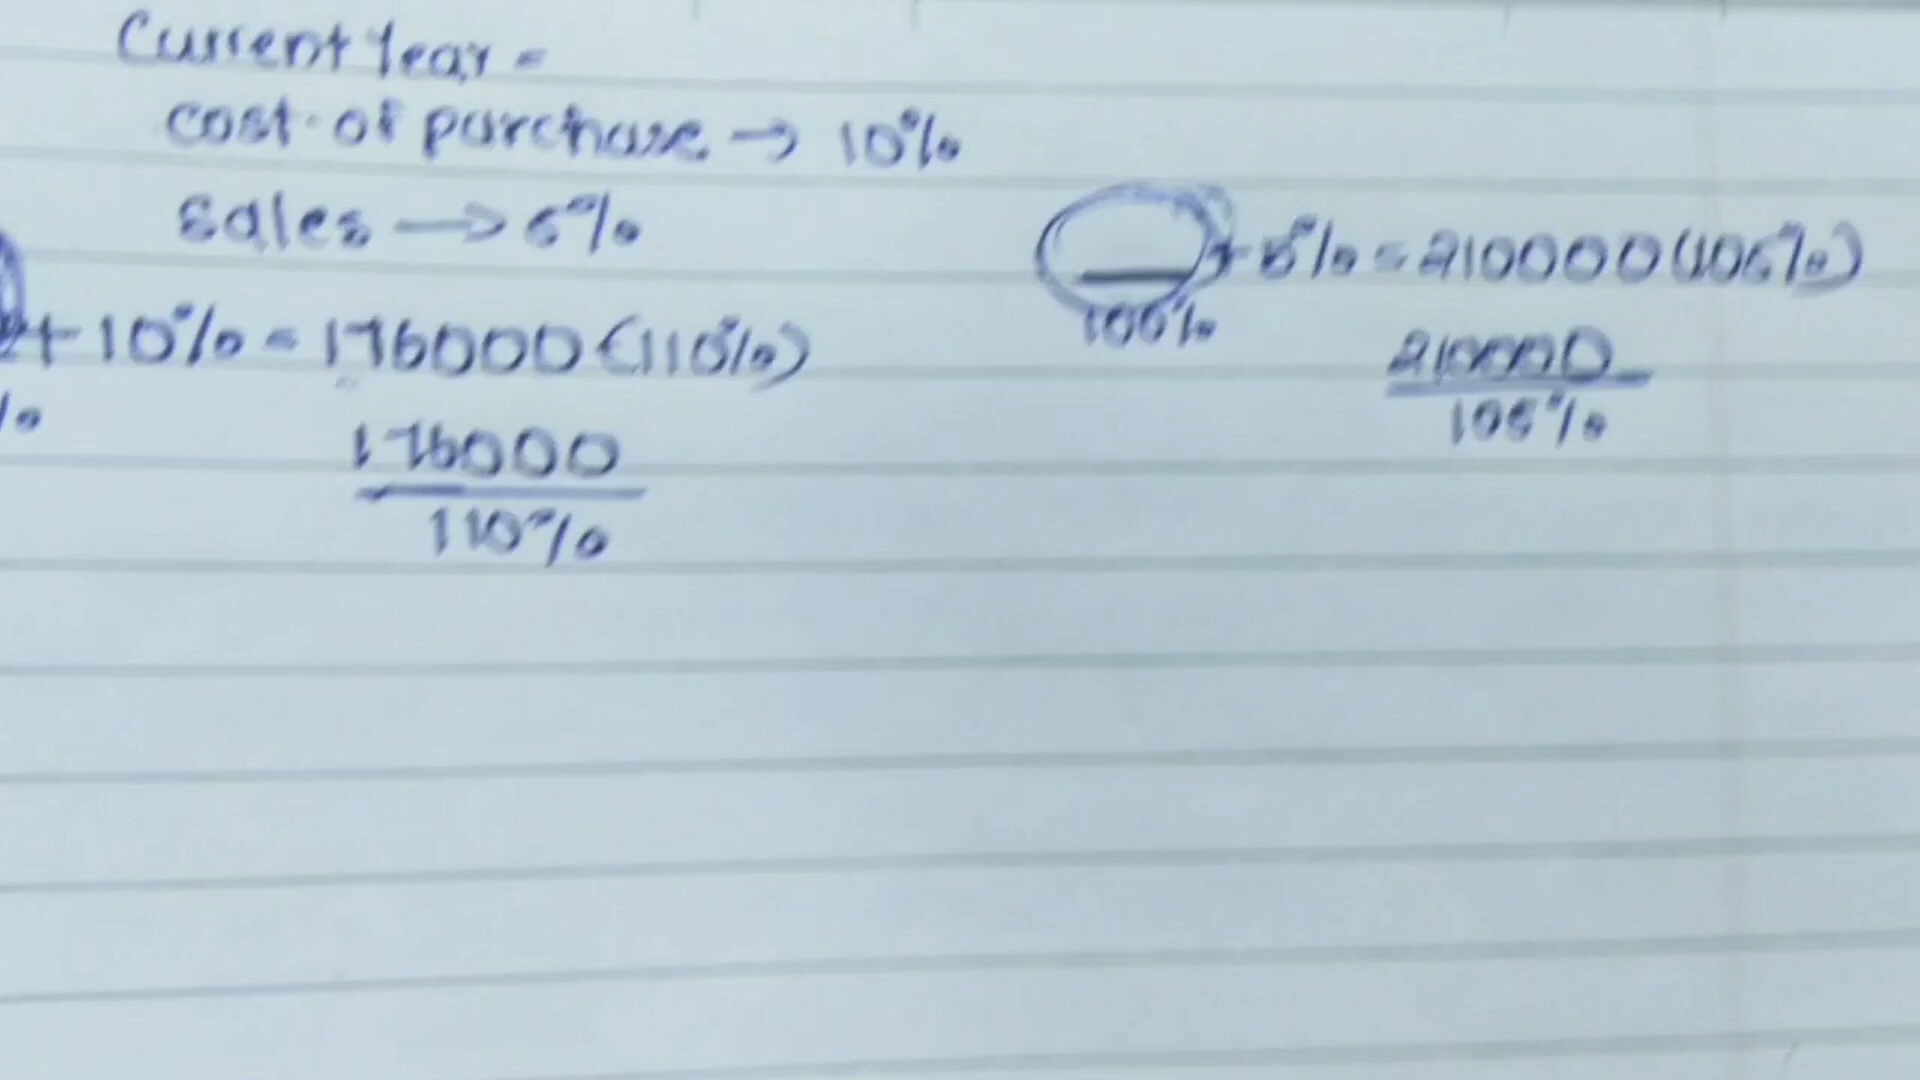 Current Year =
cost of purchase → 10%
sales → 5%
+ 10% = 176000 (110%)
176000
110%
+ 5% = 210000 (105%)
100%
210000
105%